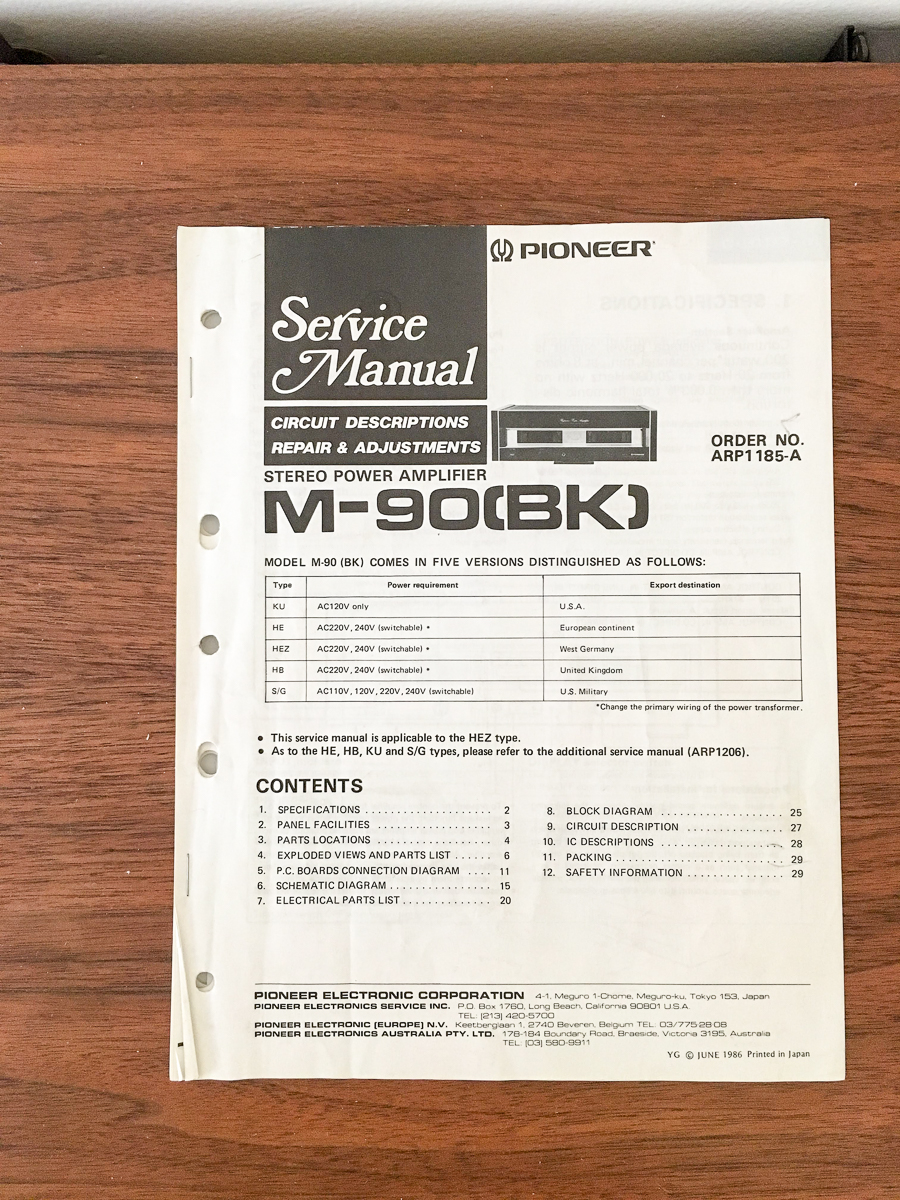 PIONEER
Service
Manual
CIRCUIT DESCRIPTIONS
REPAIR & ADJUSTMENTS
ORDER NO.
ARP1185-A
STEREO POWER AMPLIFIER
M-90(BK)
MODEL M-90 (BK) COMES IN FIVE VERSIONS DISTINGUISHED AS FOLLOWS:
Type Power requirement Export destination
KU AC120V only U.S.A.
HE AC220V, 240V (switchable) * European continent
HEZ AC220V, 240V (switchable) * West Germany
HB AC220V, 240V (switchable) * United Kingdom
S/G AC110V, 120V, 220V, 240V (switchable) U.S. Military
*Change the primary wiring of the power transformer.
● This service manual is applicable to the HEZ type.
● As to the HE, HB, KU and S/G types, please refer to the additional service manual (ARP1206).
CONTENTS
1. SPECIFICATIONS . . . . . . . . . . . . . . . . . . . . 2
2. PANEL FACILITIES . . . . . . . . . . . . . . . . . . 3
3. PARTS LOCATIONS . . . . . . . . . . . . . . . . . . 4
4. EXPLODED VIEWS AND PARTS LIST . . . . . . 6
5. P.C. BOARDS CONNECTION DIAGRAM . . . . 11
6. SCHEMATIC DIAGRAM . . . . . . . . . . . . . . . . 15
7. ELECTRICAL PARTS LIST . . . . . . . . . . . . . . 20
8. BLOCK DIAGRAM . . . . . . . . . . . . . . . . . . . 25
9. CIRCUIT DESCRIPTION . . . . . . . . . . . . . . . 27
10. IC DESCRIPTIONS . . . . . . . . . . . . . . . . . . . 28
11. PACKING . . . . . . . . . . . . . . . . . . . . . . . . . . 29
12. SAFETY INFORMATION . . . . . . . . . . . . . . . 29
PIONEER ELECTRONIC CORPORATION 4-1, Meguro 1-Chome, Meguro-ku, Tokyo 153, Japan
PIONEER ELECTRONICS SERVICE INC. P.O. Box 1760, Long Beach, California 90801 U.S.A.
TEL: (213) 420-5700
PIONEER ELECTRONIC (EUROPE) N.V. Keetberglaan 1, 2740 Beveren, Belgium TEL: 03/775·28·08
PIONEER ELECTRONICS AUSTRALIA PTY. LTD. 178-184 Boundary Road, Braeside, Victoria 3195, Australia
TEL: (03) 580-9911
YG © JUNE 1986 Printed in Japan